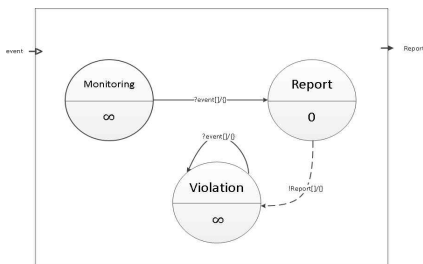 event
Report
Monitoring
∞
?event[]/[]
Report
0
?event[]/[]
!Report[]/[]
Violation
∞